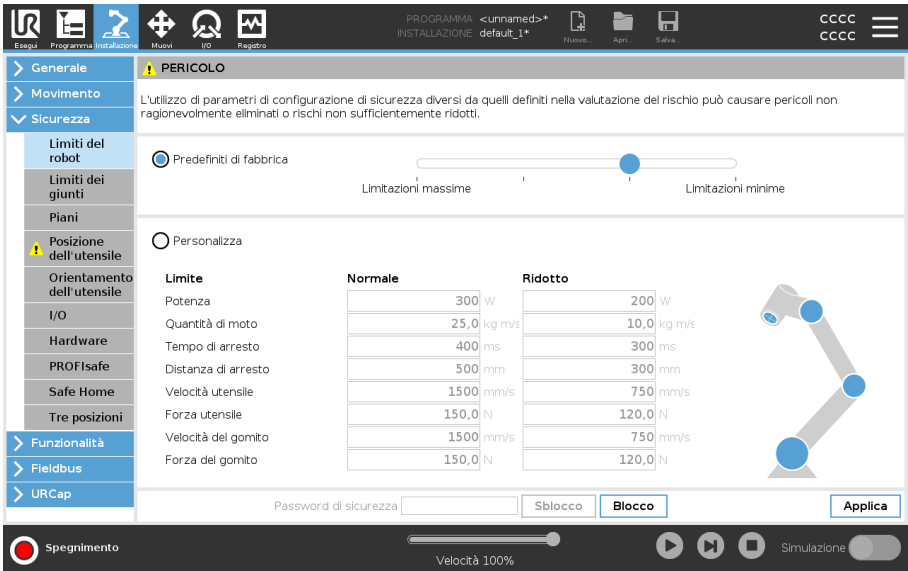 UR
Esegui
Programma
Installazione
Muovi
I/O
Registro
PROGRAMMA <unnamed>*
INSTALLAZIONE default_1*
Nuovo...
Apri...
Salva...
CCCC
CCCC
Generale
Movimento
Sicurezza
Limiti del
robot
Limiti dei
giunti
Piani
Posizione
dell'utensile
Orientamento
dell'utensile
I/O
Hardware
PROFIsafe
Safe Home
Tre posizioni
Funzionalità
Fieldbus
URCap
PERICOLO
L'utilizzo di parametri di configurazione di sicurezza diversi da quelli definiti nella valutazione del rischio può causare pericoli non
ragionevolmente eliminati o rischi non sufficientemente ridotti.
Predefiniti di fabbrica
Limitazioni massime Limitazioni minime
Personalizza
Limite Normale Ridotto
Potenza 300 W 200 W
Quantità di moto 25,0 kg m/s 10,0 kg m/s
Tempo di arresto 400 ms 300 ms
Distanza di arresto 500 mm 300 mm
Velocità utensile 1500 mm/s 750 mm/s
Forza utensile 150,0 N 120,0 N
Velocità del gomito 1500 mm/s 750 mm/s
Forza del gomito 150,0 N 120,0 N
Password di sicurezza Sblocco Blocco Applica
Spegnimento
Velocità 100%
Simulazione